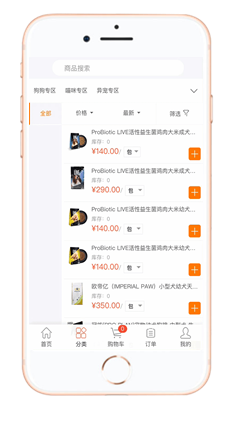 商品搜索
狗狗专区 猫咪专区 异宠专区
全部
价格 最新 筛选
ProBiotic LIVE活性益生菌鸡肉大米成犬...
库存: 0
¥140.00/ 包
ProBiotic LIVE活性益生菌鸡肉大米成犬...
库存: 0
¥290.00/ 包
ProBiotic LIVE活性益生菌鸡肉大米幼犬...
库存: 0
¥140.00/ 包
ProBiotic LIVE活性益生菌鸡肉大米幼犬...
库存: 0
¥140.00/ 包
欧帝亿（IMPERIAL PAW）小型犬幼犬天...
库存: 0
¥350.00/ 包
首页 分类 购物车 订单 我的